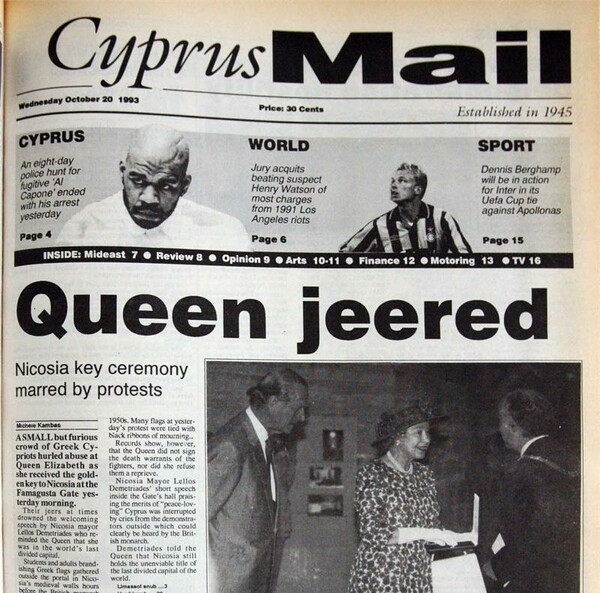 Cyprus Mail
Wednesday October 20 1993
Price: 30 Cents
Established in 1945
CYPRUS
An eight-day
police hunt for
fugitive 'Al
Capone' ended
with his arrest
yesterday
Page 4
WORLD
Jury acquits
beating suspect
Henry Watson of
most charges
from 1991 Los
Angeles riots
Page 6
SPORT
Dennis Berghamp
will be in action
for Inter in its
Uefa Cup tie
against Apollonas
Page 15
INSIDE: Mideast 7 ● Review 8 ● Opinion 9 ● Arts 10-11 ● Finance 12 ● Motoring 13 ● TV 16
Queen jeered
Nicosia key ceremony
marred by protests
Michele Kambas
A SMALL but furious
crowd of Greek Cy-
priots hurled abuse at
Queen Elizabeth as
she received the gold-
en key to Nicosia at the
Famagusta Gate yes-
terday morning.
Their jeers at times
drowned the welcoming
speech by Nicosia mayor
Lellos Demetriades who re-
minded the Queen that she
was in the world's last
divided capital.
Students and adults brand-
ishing Greek flags gathered
outside the portal in Nico-
sia's medieval walls hours
before the British monarch
1950s. Many flags at yester-
day's protest were tied with
black ribbons of mourning..
Records show, however,
that the Queen did not sign
the death warrants of the
fighters, nor did she refuse
them a reprieve.
Nicosia Mayor Lellos
Demetriades' short speech
inside the Gate's hall prais-
ing the merits of "peace-lov-
ing" Cyprus was interrupted
by cries from the demonstra-
tors outside which could
clearly be heard by the Brit-
ish monarch.
Demetriades told the
Queen that Nicosia still
holds the unenviable title of
the last divided capital of the
world.
Limassol snub ...3